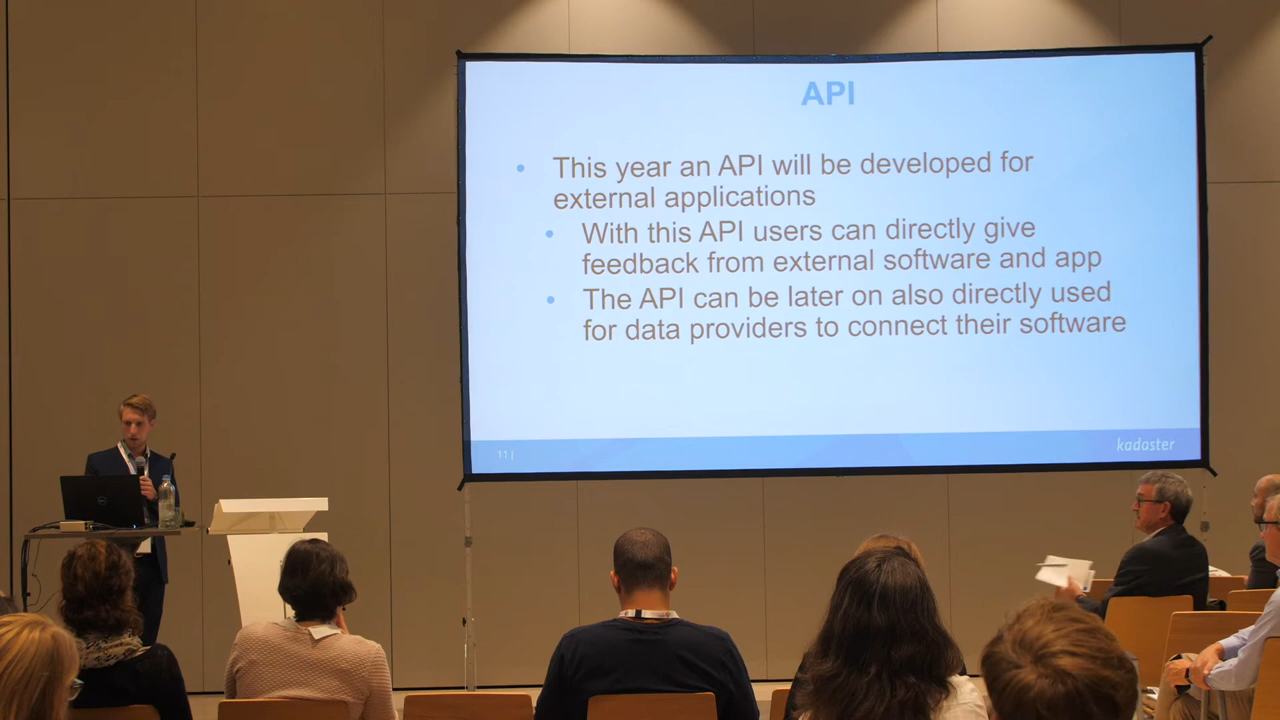 API
• This year an API will be developed for
external applications
• With this API users can directly give
feedback from external software and app
• The API can be later on also directly used
for data providers to connect their software
11 |
kadaster